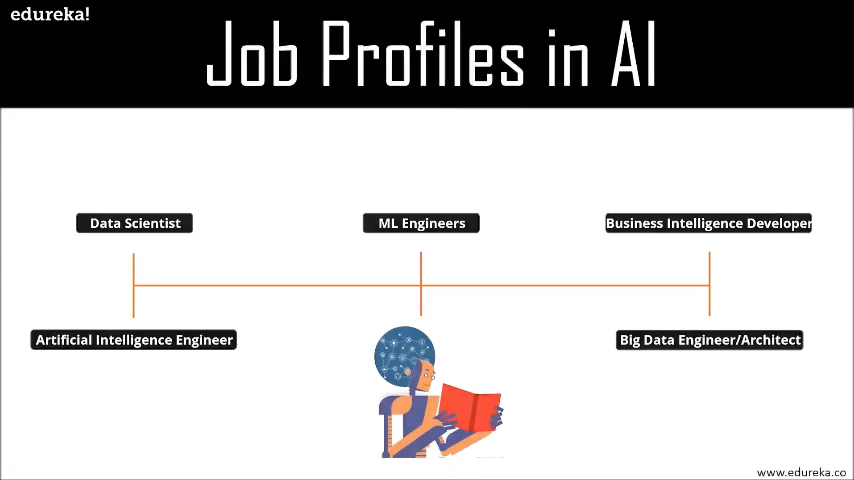 edureka!
Job Profiles in AI
Data Scientist
ML Engineers
Business Intelligence Developer
Artificial Intelligence Engineer
Big Data Engineer/Architect
www.edureka.co